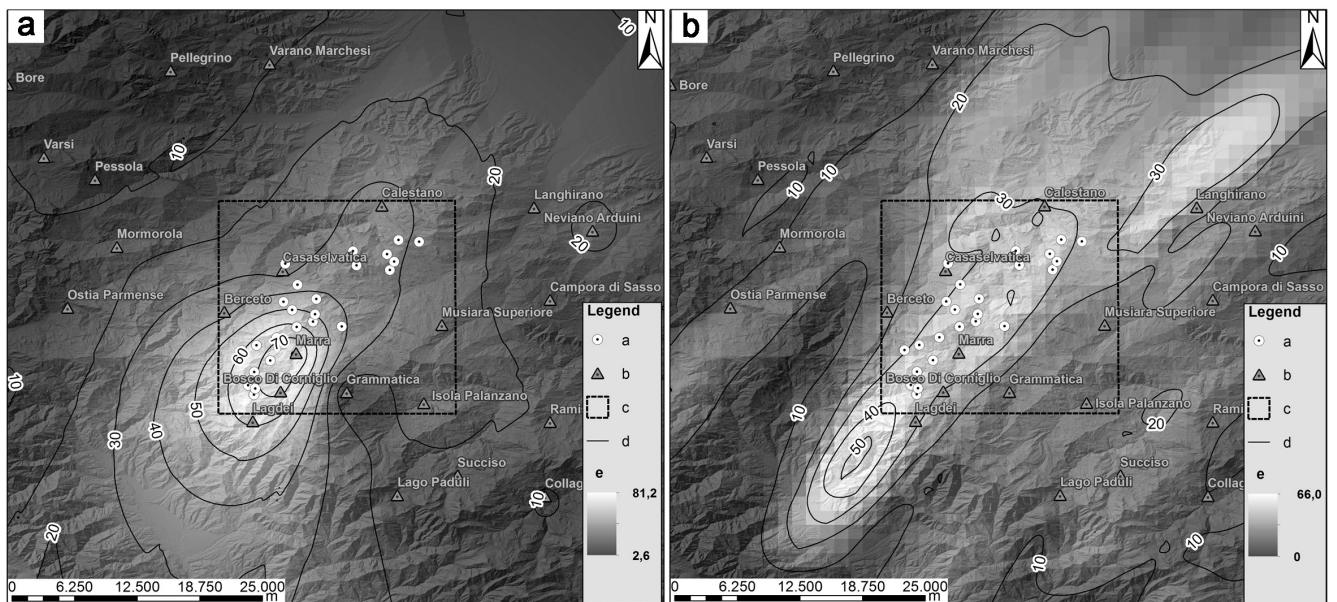 a
N
10
Pellegrino
Varano Marchesi
Bore
Varsi
Pessola
10
20
Calestano
Langhirano
Neviano Arduini
20
Mormorola
Casaselvatica
Campora di Sasso
Ostia Parmense
Berceto
Musiara Superiore
70
60
Marra
10
Bosco Di Corniglio
Grammatica
Isola Palanzano
50
Lagdei
40
30
Rami
Succiso
Lago Paduli
Collag
10
20
Legend
a
b
c
d
e
81,2
2,6
0
6.250
12.500
18.750
25.000
m
b
N
Pellegrino
Varano Marchesi
Bore
20
Varsi
Pessola
10
10
30
Calestano
30
Langhirano
Neviano Arduini
Mormorola
Casaselvatica
10
Campora di Sasso
Ostia Parmense
Berceto
Musiara Superiore
Marra
Bosco Di Corniglio
Grammatica
Isola Palanzano
10
40
Lagdei
20
Rami
50
Succiso
Lago Paduli
Collag
10
10
Legend
a
b
c
d
e
66,0
0
0
6.250
12.500
18.750
25.000
m